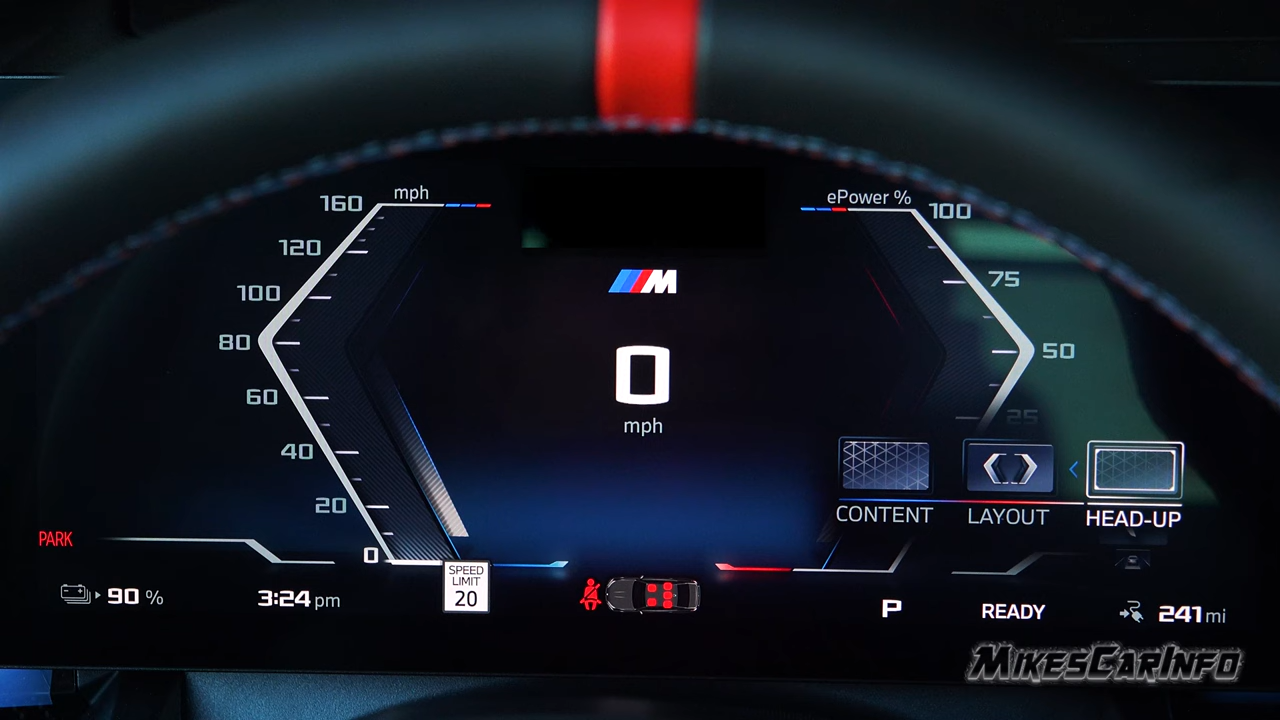 mph
160
120
100
80
60
40
20
0
ePower %
100
75
50
25
M
0
mph
CONTENT
LAYOUT
HEAD-UP
PARK
90 %
3:24 pm
SPEED
LIMIT
20
P
READY
241 mi
MIKESCARINFO